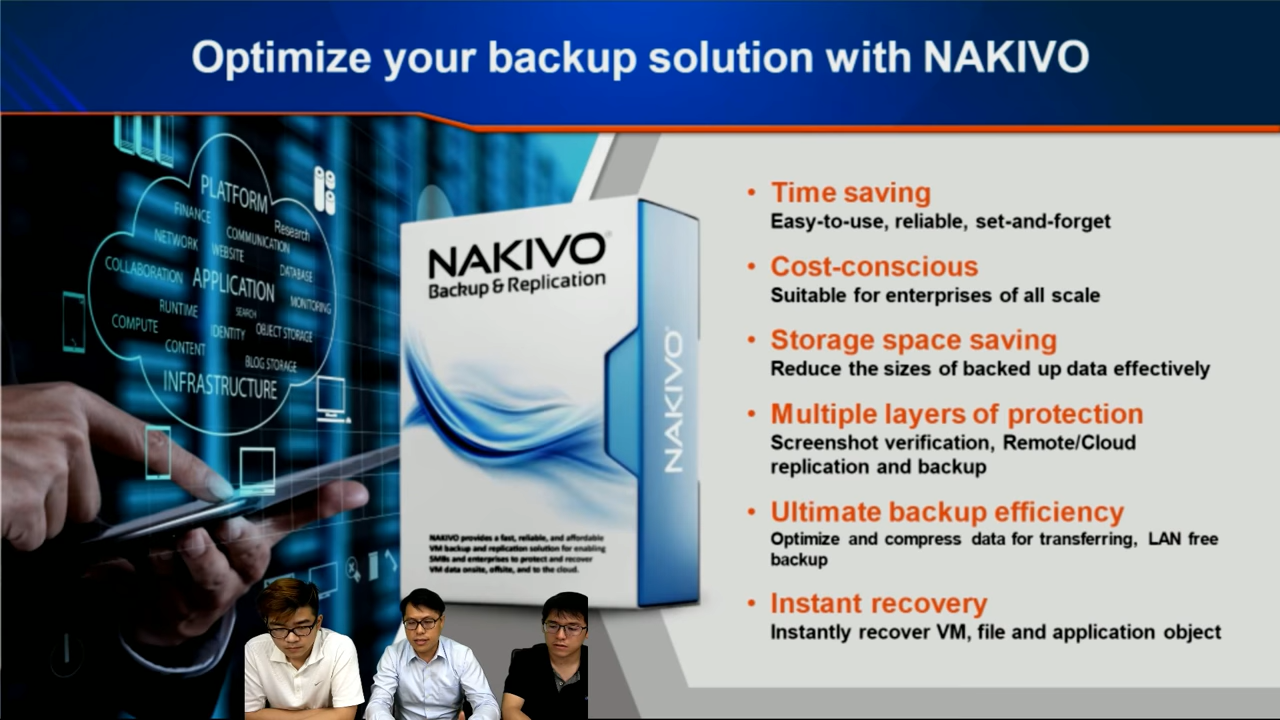 Optimize your backup solution with NAKIVO
PLATFORM
FINANCE
Research
NETWORK
COMMUNICATION
WEBSITE
COLLABORATION
APPLICATION
DATABASE
RUNTIME
MONITORING
SEARCH
COMPUTE
IDENTITY
OBJECT STORAGE
CONTENT
BLOG STORAGE
INFRASTRUCTURE
NAKIVO
Backup & Replication
NAKIVO
NAKIVO provides a fast, reliable, and affordable
VM backup and replication solution for enabling
SMBs and enterprises to protect and recover
VM data onsite, offsite, and to the cloud.
• Time saving
Easy-to-use, reliable, set-and-forget
• Cost-conscious
Suitable for enterprises of all scale
• Storage space saving
Reduce the sizes of backed up data effectively
• Multiple layers of protection
Screenshot verification, Remote/Cloud
replication and backup
• Ultimate backup efficiency
Optimize and compress data for transferring, LAN free
backup
• Instant recovery
Instantly recover VM, file and application object